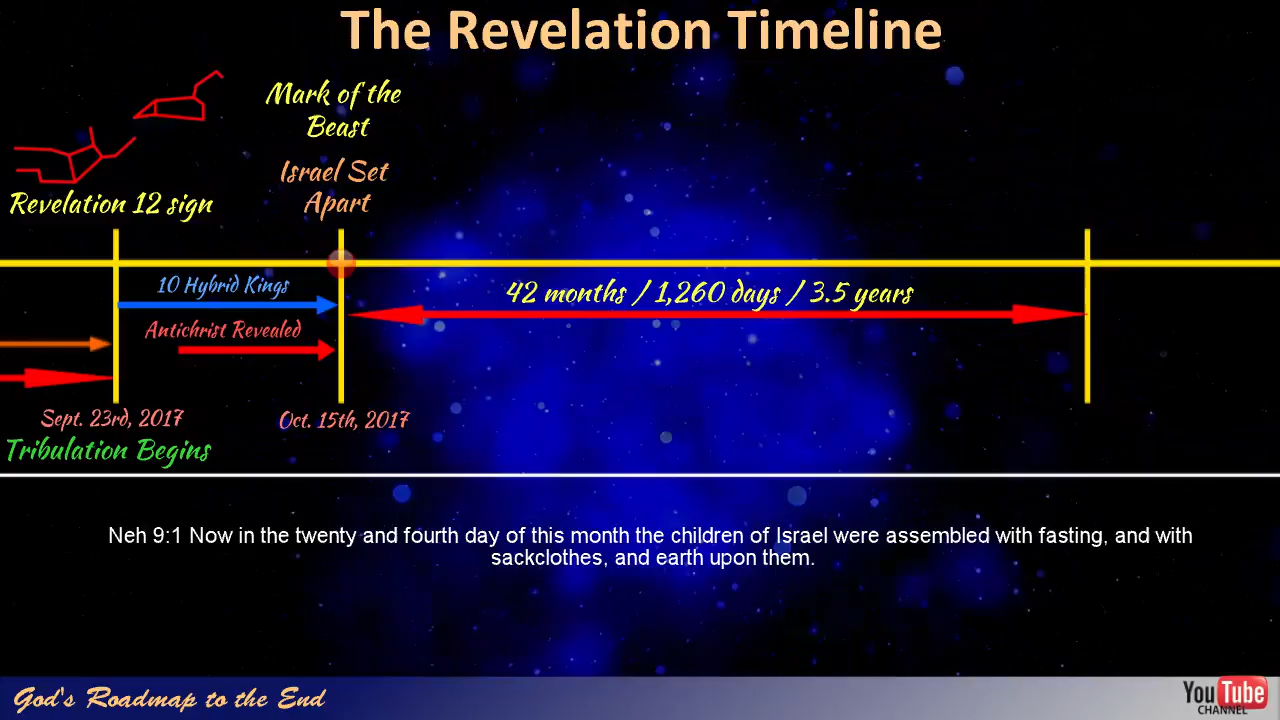 The Revelation Timeline
Mark of the
Beast
Israel Set
Apart
Revelation 12 sign
10 Hybrid Kings
42 months / 1,260 days / 3.5 years
Antichrist Revealed
Sept. 23rd, 2017
Oct. 15th, 2017
Tribulation Begins
Neh 9:1 Now in the twenty and fourth day of this month the children of Israel were assembled with fasting, and with
sackclothes, and earth upon them.
God's Roadmap to the End
YouTube
CHANNEL